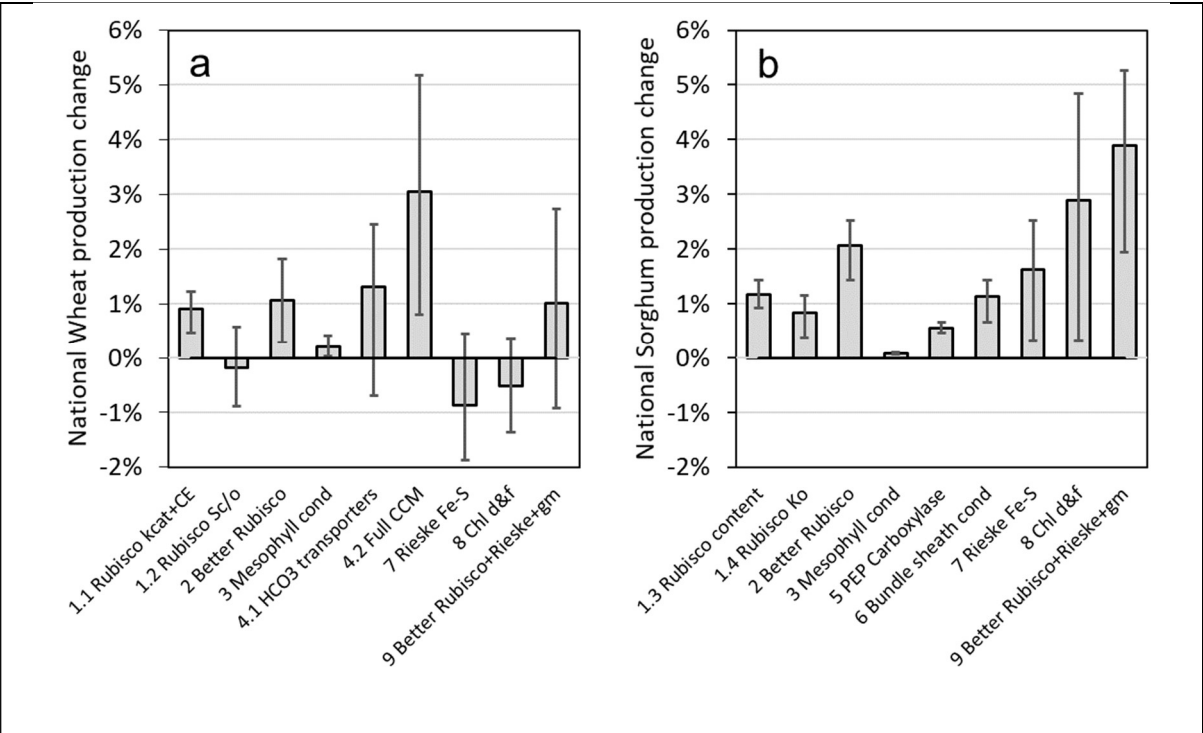 a
National Wheat production change
6%
5%
4%
3%
2%
1%
0%
-1%
-2%
1.1 Rubisco kcat+CE
1.2 Rubisco Sc/o
2 Better Rubisco
3 Mesophyll cond
4.1 HCO3 transporters
4.2 Full CCM
7 Rieske Fe-S
8 Chl d&f
9 Better Rubisco+Rieske+gm
b
National Sorghum production change
6%
5%
4%
3%
2%
1%
0%
-1%
-2%
1.3 Rubisco content
1.4 Rubisco Ko
2 Better Rubisco
3 Mesophyll cond
5 PEP Carboxylase
6 Bundle sheath cond
7 Rieske Fe-S
8 Chl d&f
9 Better Rubisco+Rieske+gm